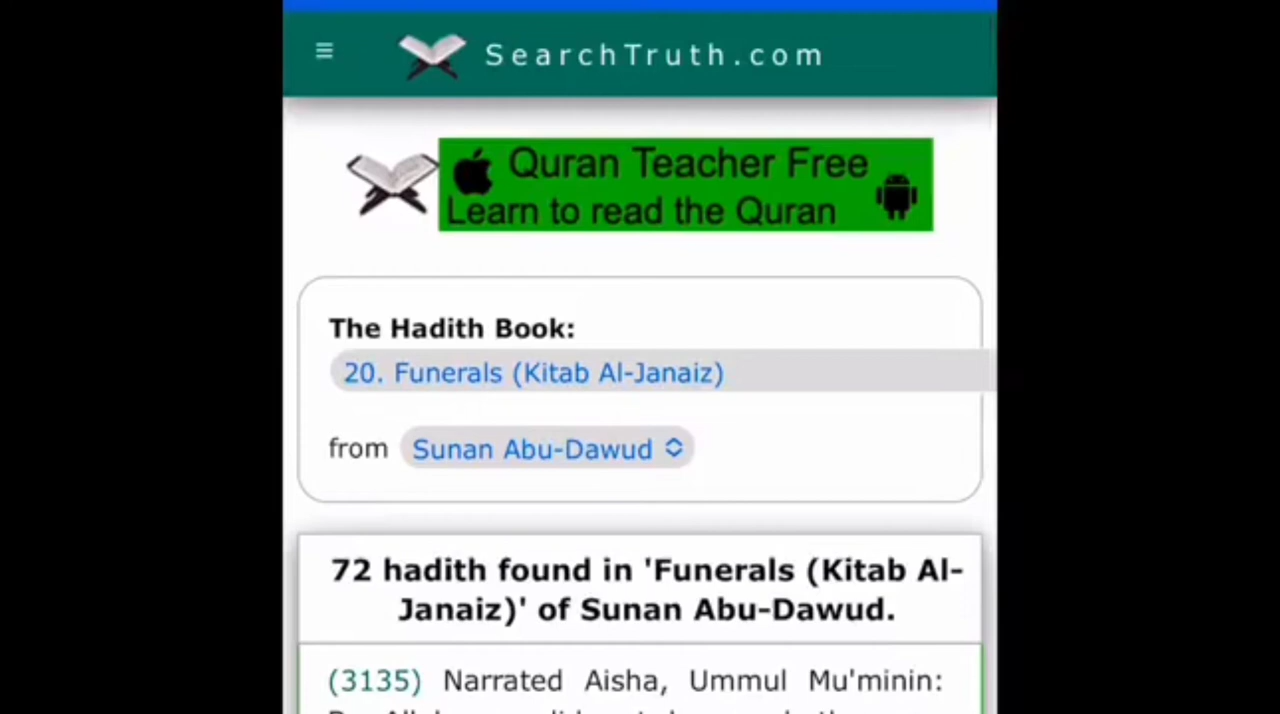 SearchTruth.com
Quran Teacher Free
Learn to read the Quran
The Hadith Book:
20. Funerals (Kitab Al-Janaiz)
from Sunan Abu-Dawud
72 hadith found in 'Funerals (Kitab Al-
Janaiz)' of Sunan Abu-Dawud.
(3135) Narrated Aisha, Ummul Mu'minin: